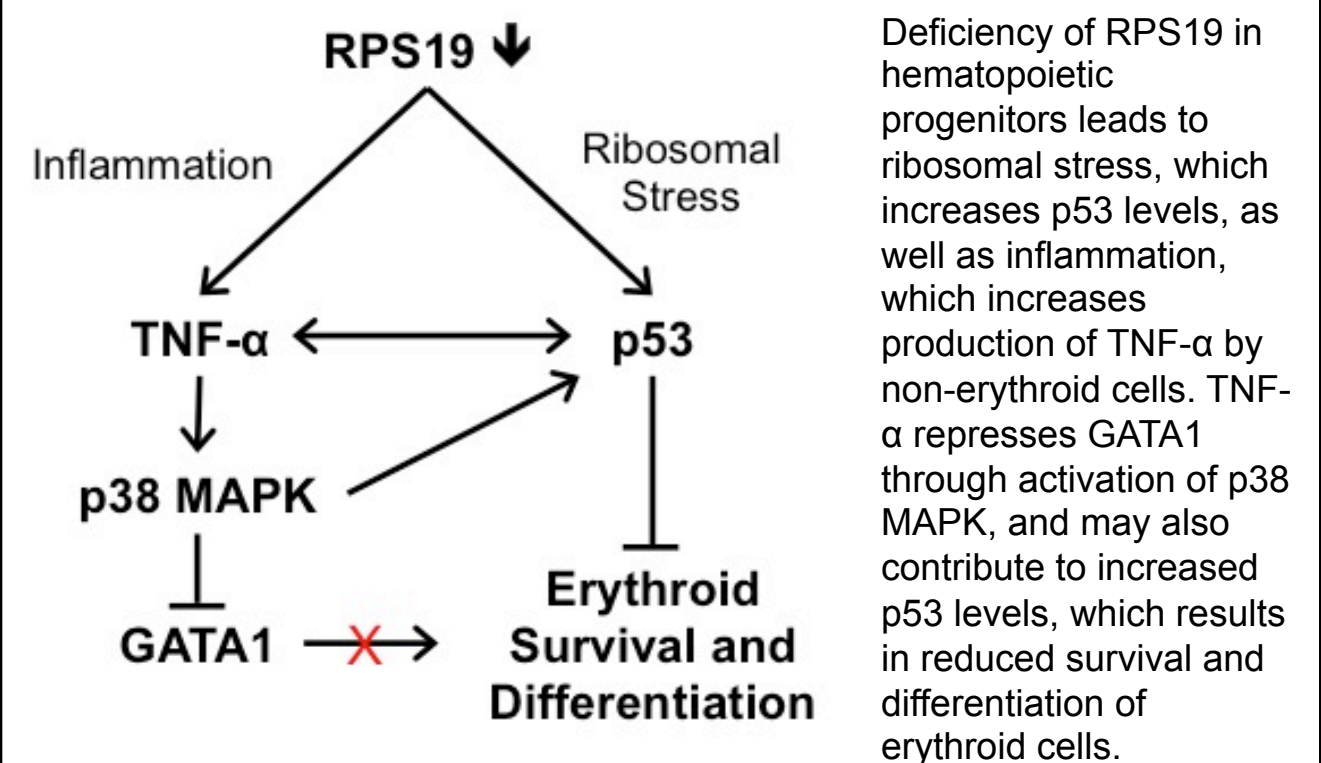 RPS19 ↓
Inflammation
Ribosomal
Stress
TNF-α
p53
p38 MAPK
GATA1
X
Erythroid
Survival and
Differentiation
Deficiency of RPS19 in
hematopoietic
progenitors leads to
ribosomal stress, which
increases p53 levels, as
well as inflammation,
which increases
production of TNF-α by
non-erythroid cells. TNF-
α represses GATA1
through activation of p38
MAPK, and may also
contribute to increased
p53 levels, which results
in reduced survival and
differentiation of
erythroid cells.